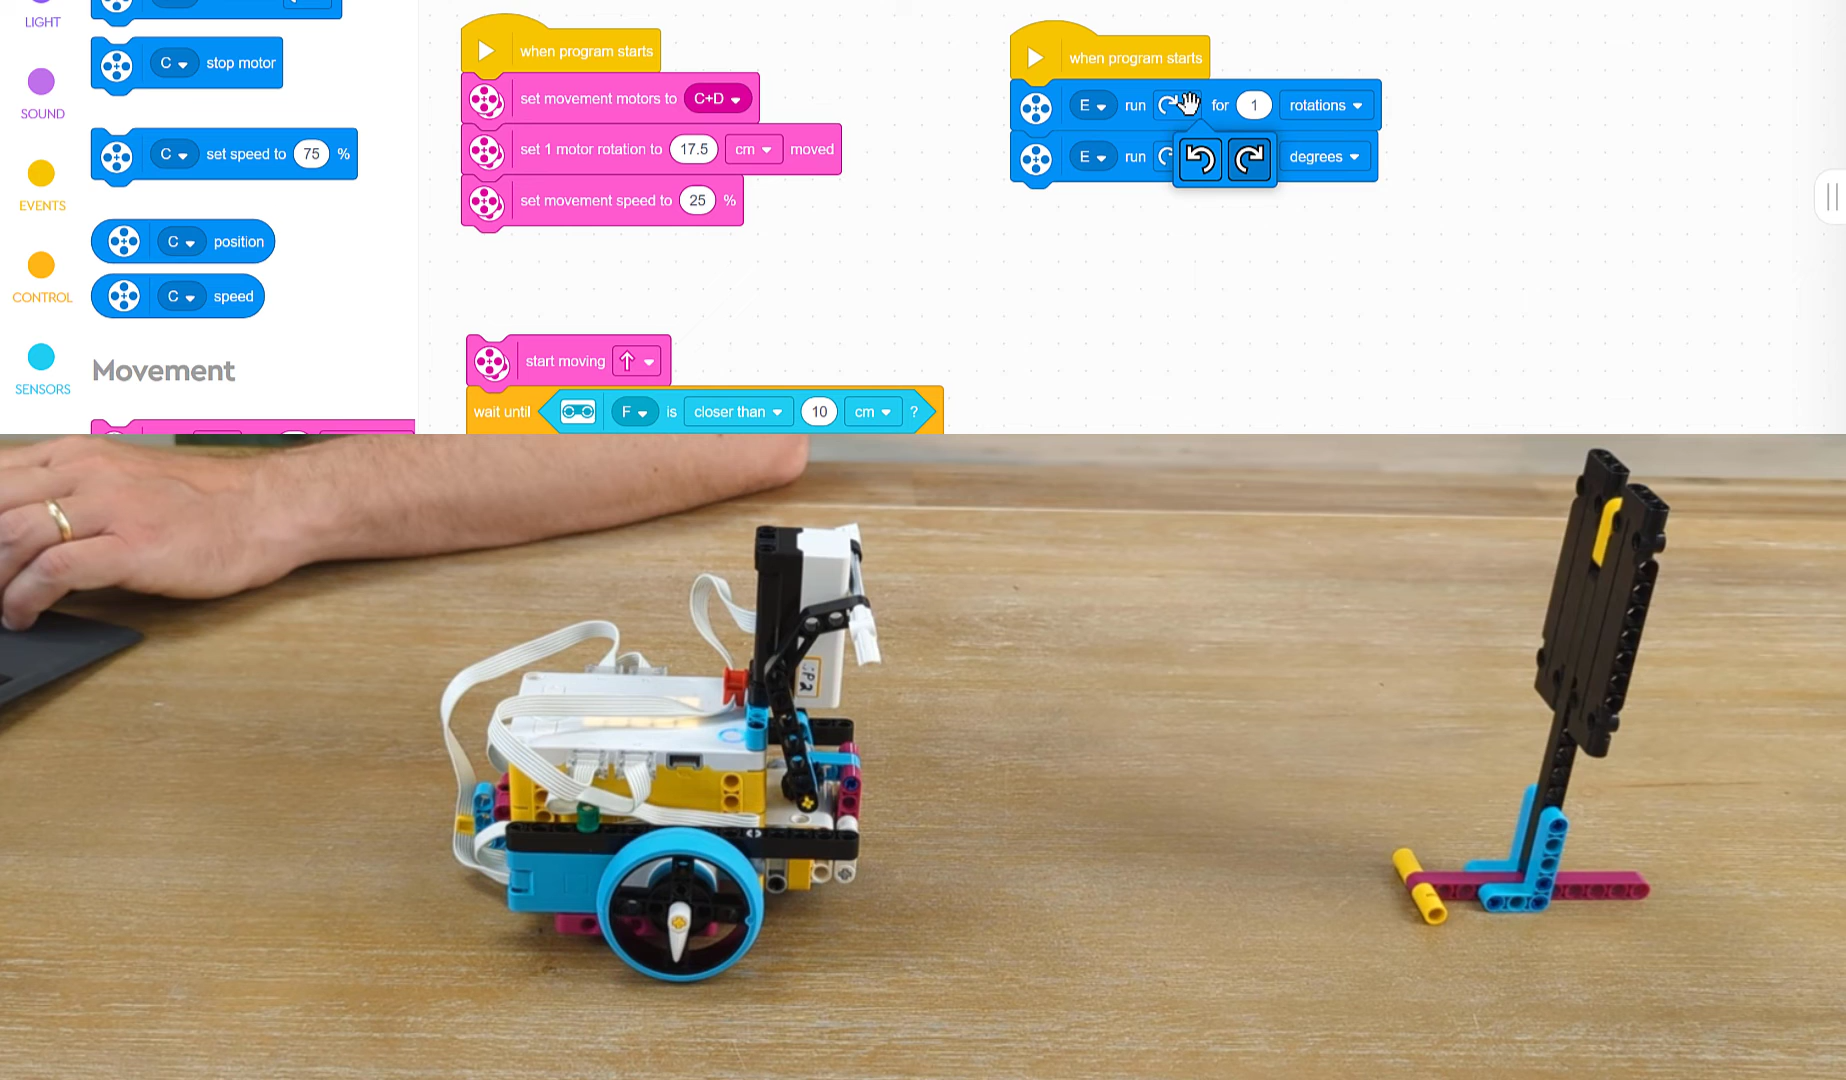 LIGHT
SOUND
EVENTS
CONTROL
SENSORS
C stop motor
C set speed to 75 %
C position
C speed
Movement
when program starts
set movement motors to C+D
set 1 motor rotation to 17.5 cm moved
set movement speed to 25 %
start moving
wait until F is closer than 10 cm ?
when program starts
E run for 1 rotations
E run degrees